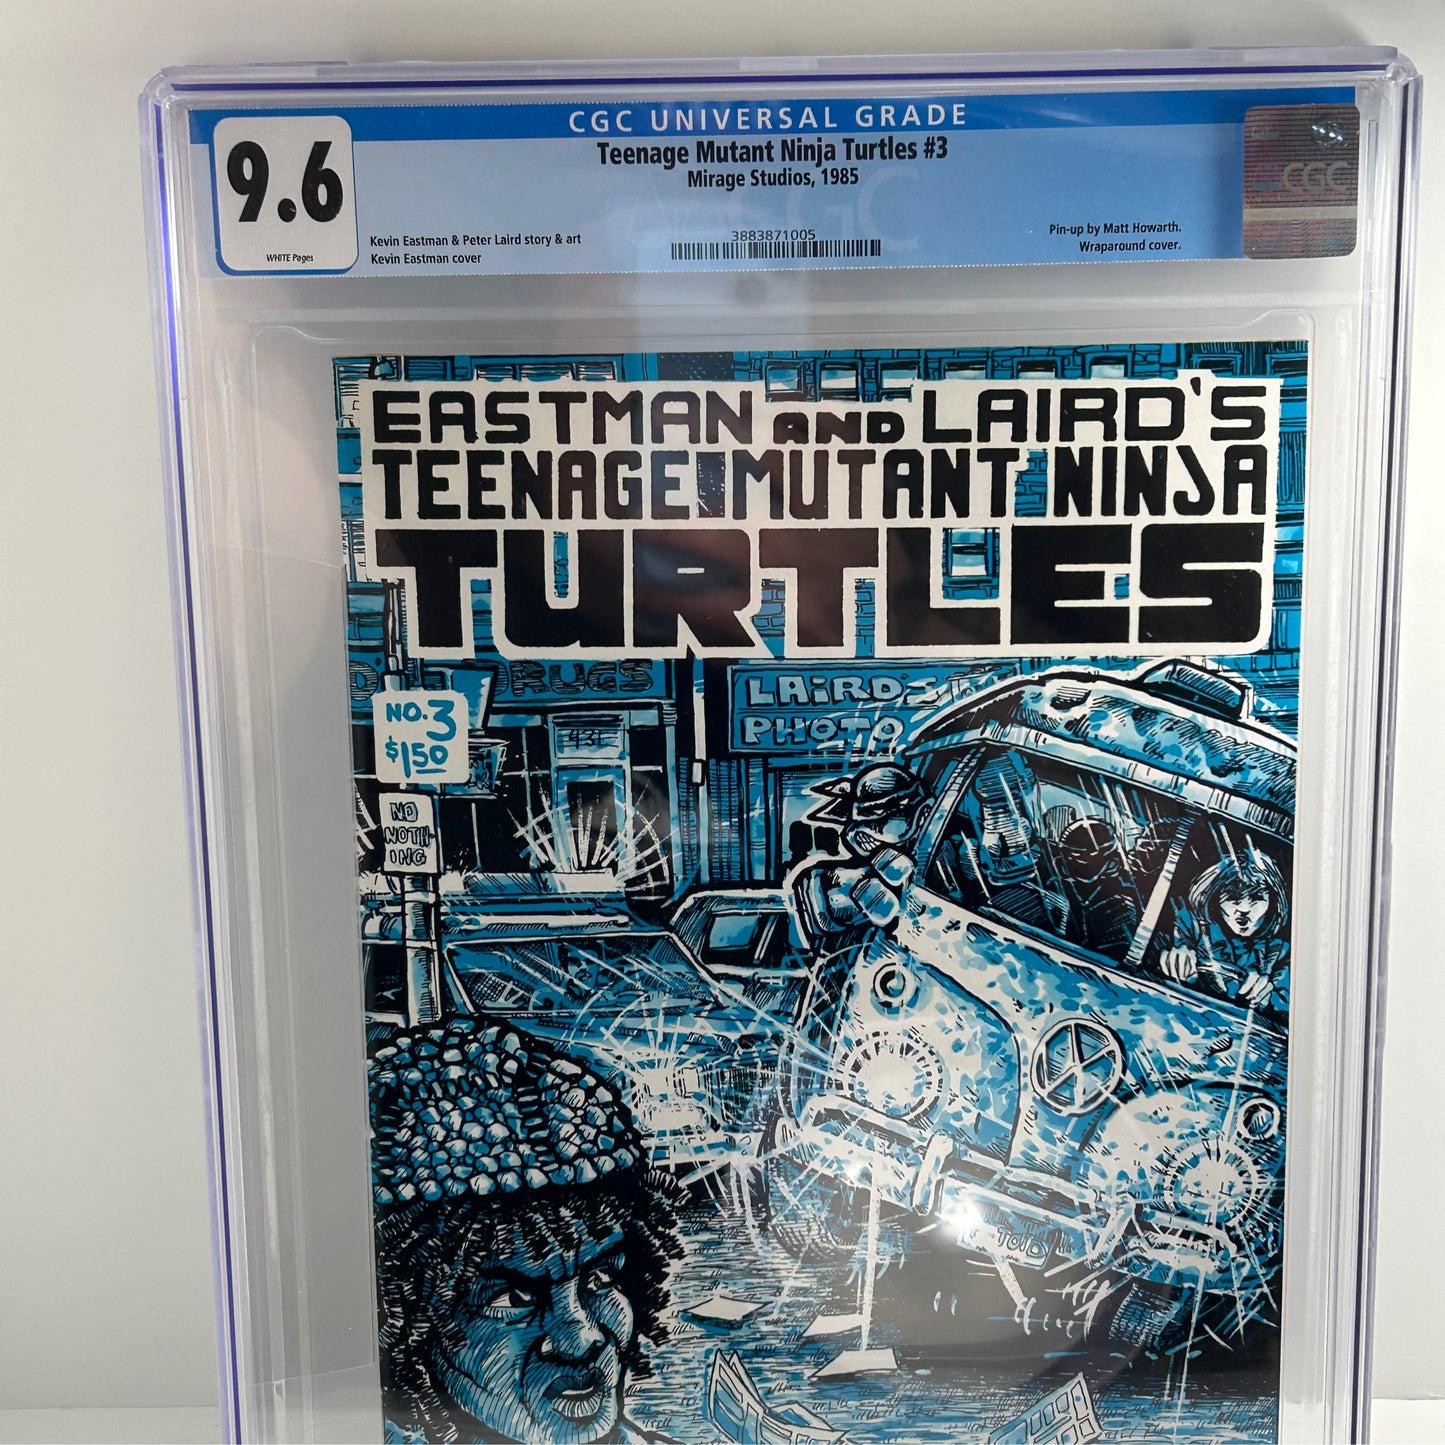 CGC UNIVERSAL GRADE
9.6
WHITE Pages
Teenage Mutant Ninja Turtles #3
Mirage Studios, 1985
Kevin Eastman & Peter Laird story & art
Kevin Eastman cover
3883871005
Pin-up by Matt Howarth.
Wraparound cover.
CGC
EASTMAN AND LAIRD'S
TEENAGE MUTANT NINJA
TURTLES
DRUGS
LAIRD'S
PHOTO
NO.3
$1.50
NO
NOTH-
ING